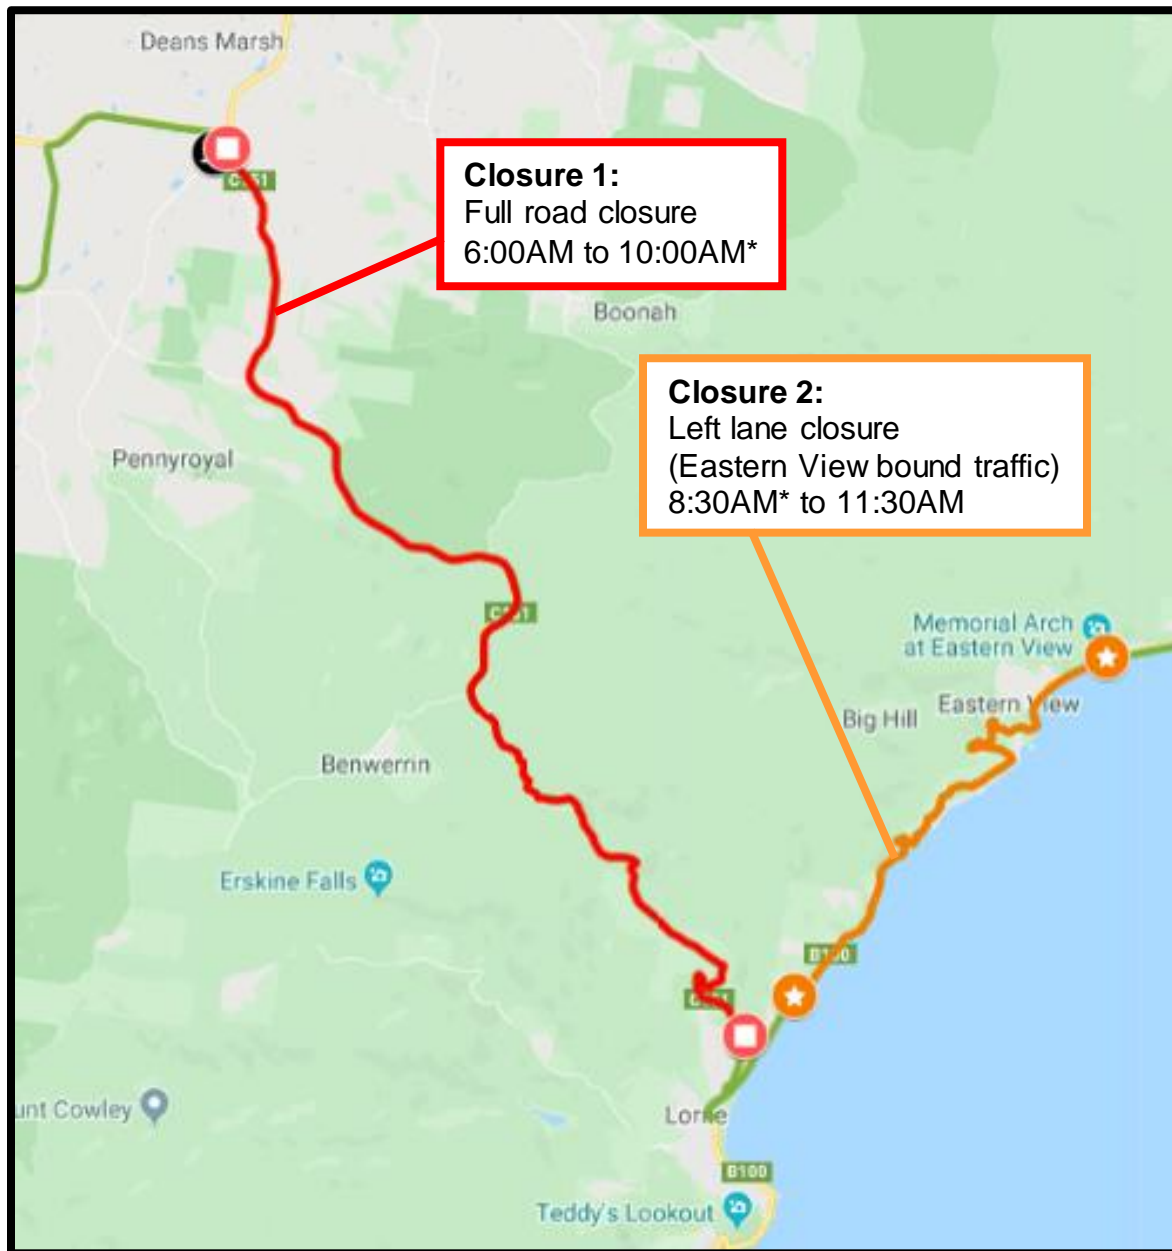 Deans Marsh
Closure 1:
Full road closure
6:00AM to 10:00AM*
Boonah
Closure 2:
Left lane closure
(Eastern View bound traffic)
8:30AM* to 11:30AM
Pennyroyal
Memorial Arch
at Eastern View
Eastern View
Big Hill
Benwerrin
Erskine Falls
B100
unt Cowley
Lorne
B100
Teddy's Lookout